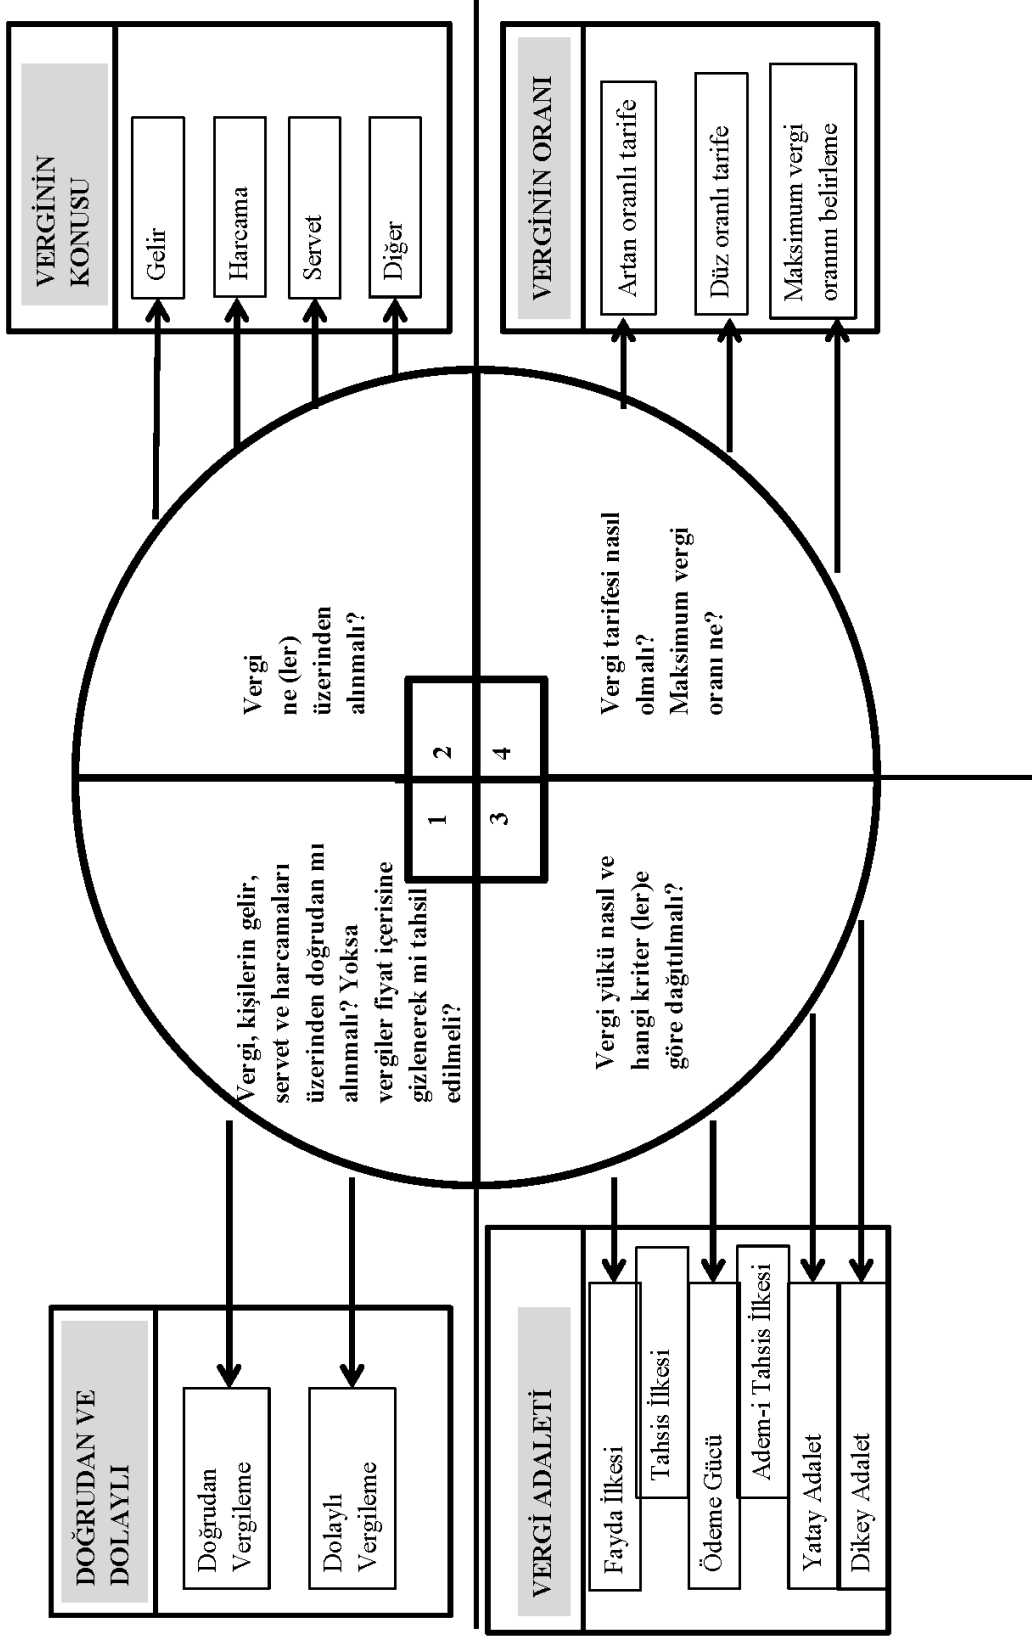 DOĞRUDAN VE
DOLAYLI
Doğrudan
Vergileme
Dolaylı
Vergileme
Vergi, kişilerin gelir,
servet ve harcamaları
üzerinden doğrudan mı
alınmalı? Yoksa
vergiler fiyat içerisine
gizlenerek mi tahsil
edilmeli?
1
Vergi
ne (ler)
üzerinden
alınmalı?
2
VERGİNİN
KONUSU
Gelir
Harcama
Servet
Diğer
VERGİ ADALETİ
Fayda İlkesi
Tahsis İlkesi
Ödeme Gücü
Adem-i Tahsis İlkesi
Yatay Adalet
Dikey Adalet
3
Vergi yükü nasıl ve
hangi kriter (ler)e
göre dağıtılmalı?
4
Vergi tarifesi nasıl
olmalı?
Maksimum vergi
oranı ne?
VERGİNİN ORANI
Artan oranlı tarife
Düz oranlı tarife
Maksimum vergi
oranını belirleme